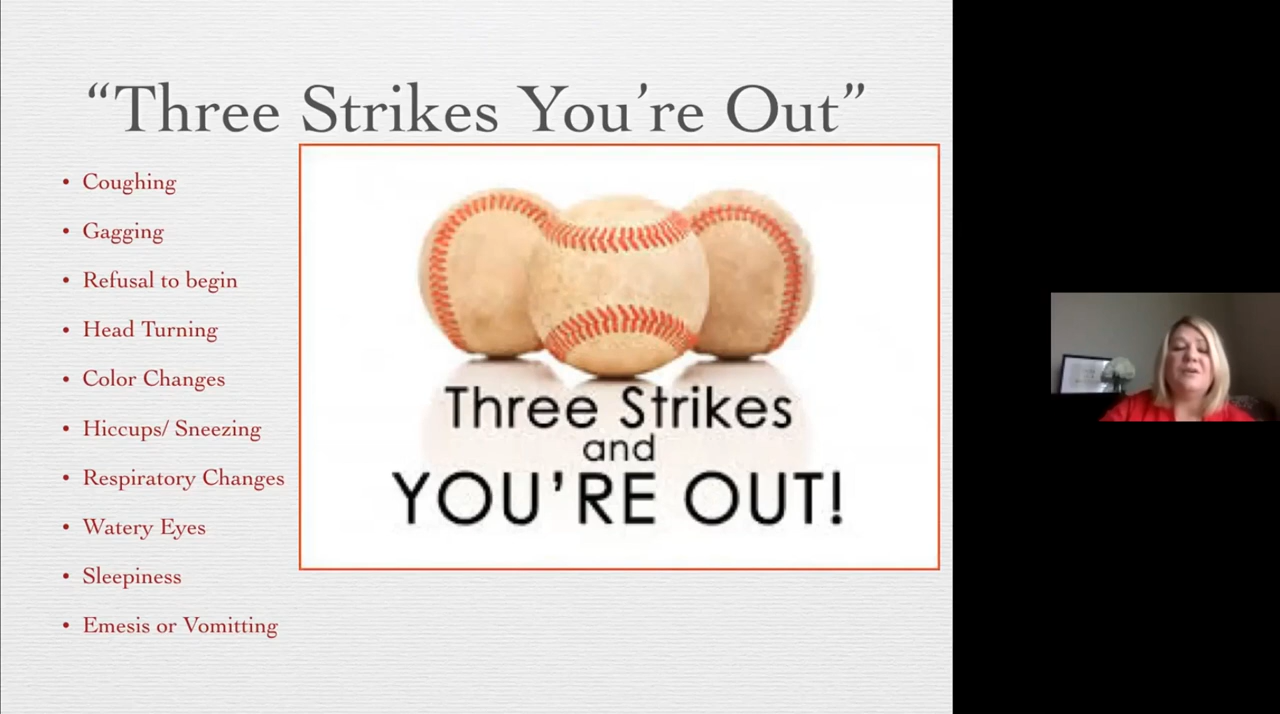 “Three Strikes You’re Out”
• Coughing
• Gagging
• Refusal to begin
• Head Turning
• Color Changes
• Hiccups/ Sneezing
• Respiratory Changes
• Watery Eyes
• Sleepiness
• Emesis or Vomitting
Three Strikes
and
YOU’RE OUT!